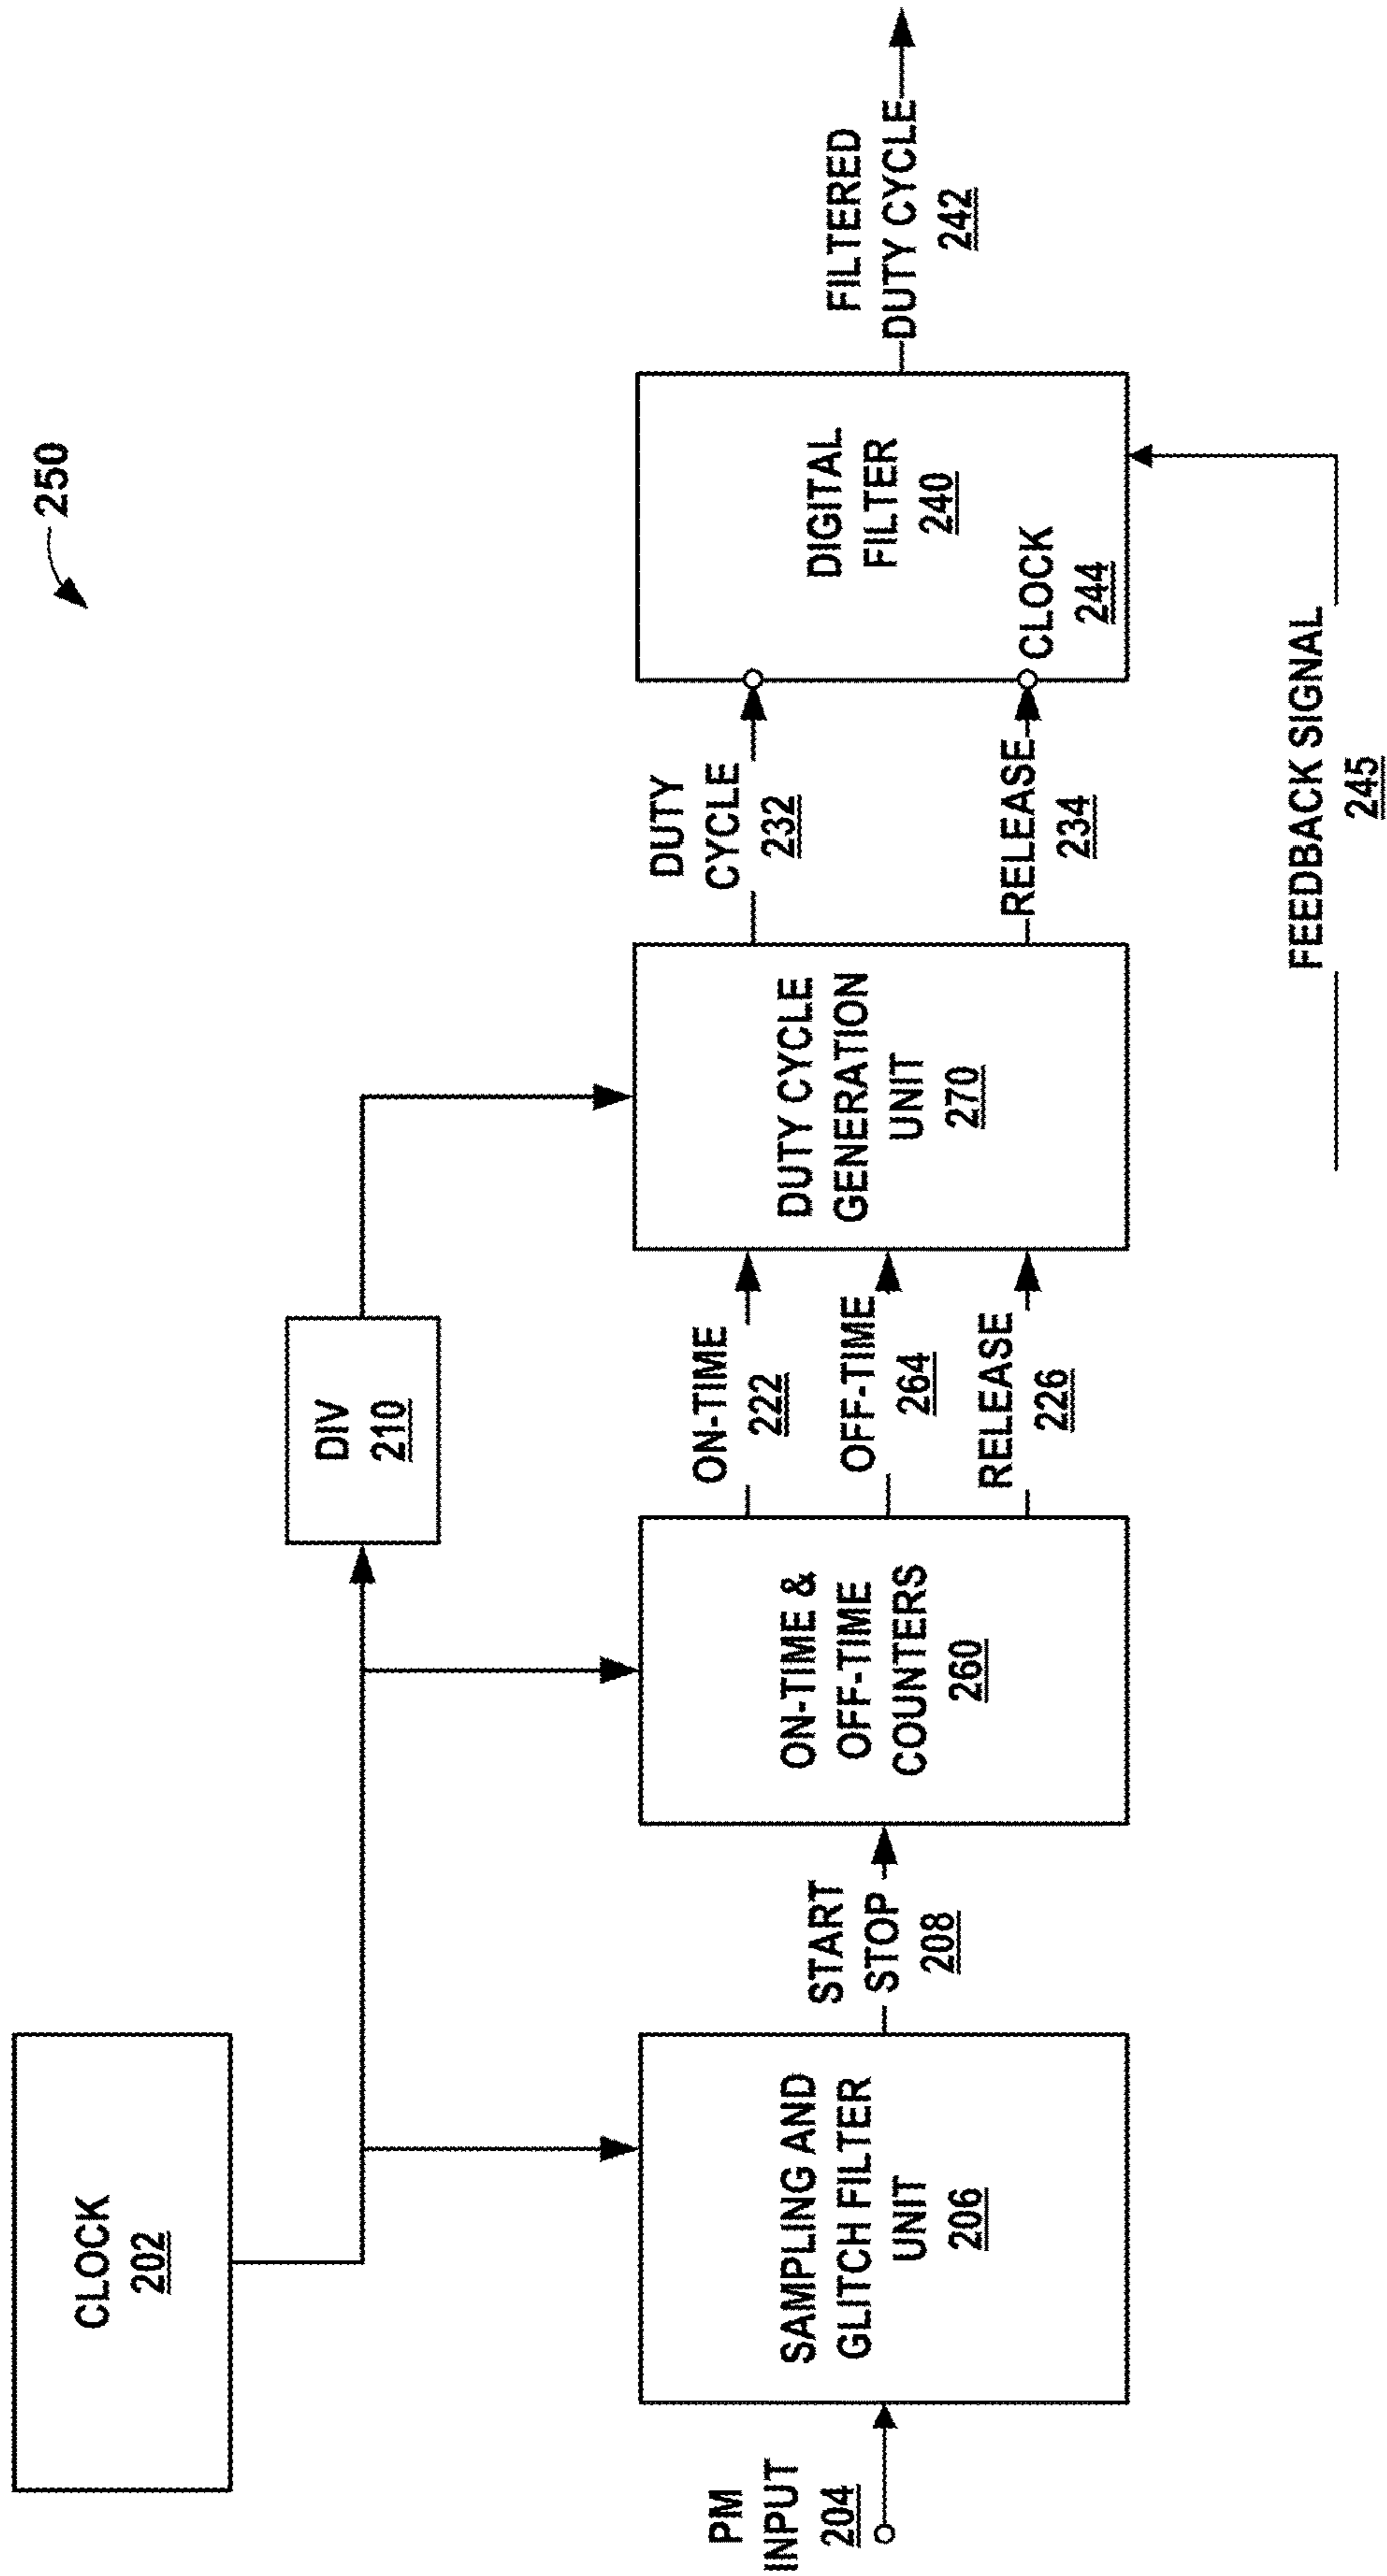 250
CLOCK
202
DIV
210
PM
INPUT
204
SAMPLING AND
GLITCH FILTER
UNIT
206
START
STOP
208
ON-TIME &
OFF-TIME
COUNTERS
260
ON-TIME
222
OFF-TIME
264
RELEASE
226
DUTY CYCLE
GENERATION
UNIT
270
DUTY
CYCLE
232
RELEASE
234
DIGITAL
FILTER
240
CLOCK
244
FILTERED
DUTY CYCLE
242
FEEDBACK SIGNAL
245